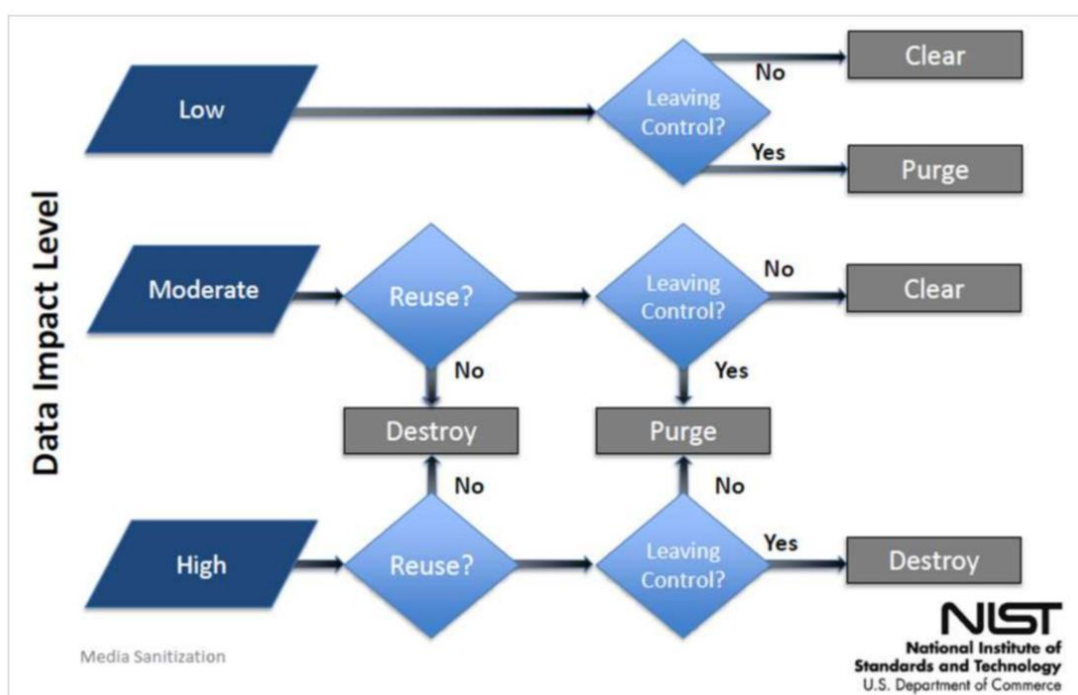 Data Impact Level
Low
Leaving
Control?
No
Clear
Yes
Purge
Moderate
Reuse?
Leaving
Control?
No
Clear
No
Yes
Destroy
Purge
No
No
High
Reuse?
Leaving
Control?
Yes
Destroy
Media Sanitization
NIST
National Institute of
Standards and Technology
U.S. Department of Commerce